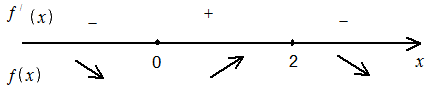 f'(x) − + −
0 2 x
f(x)